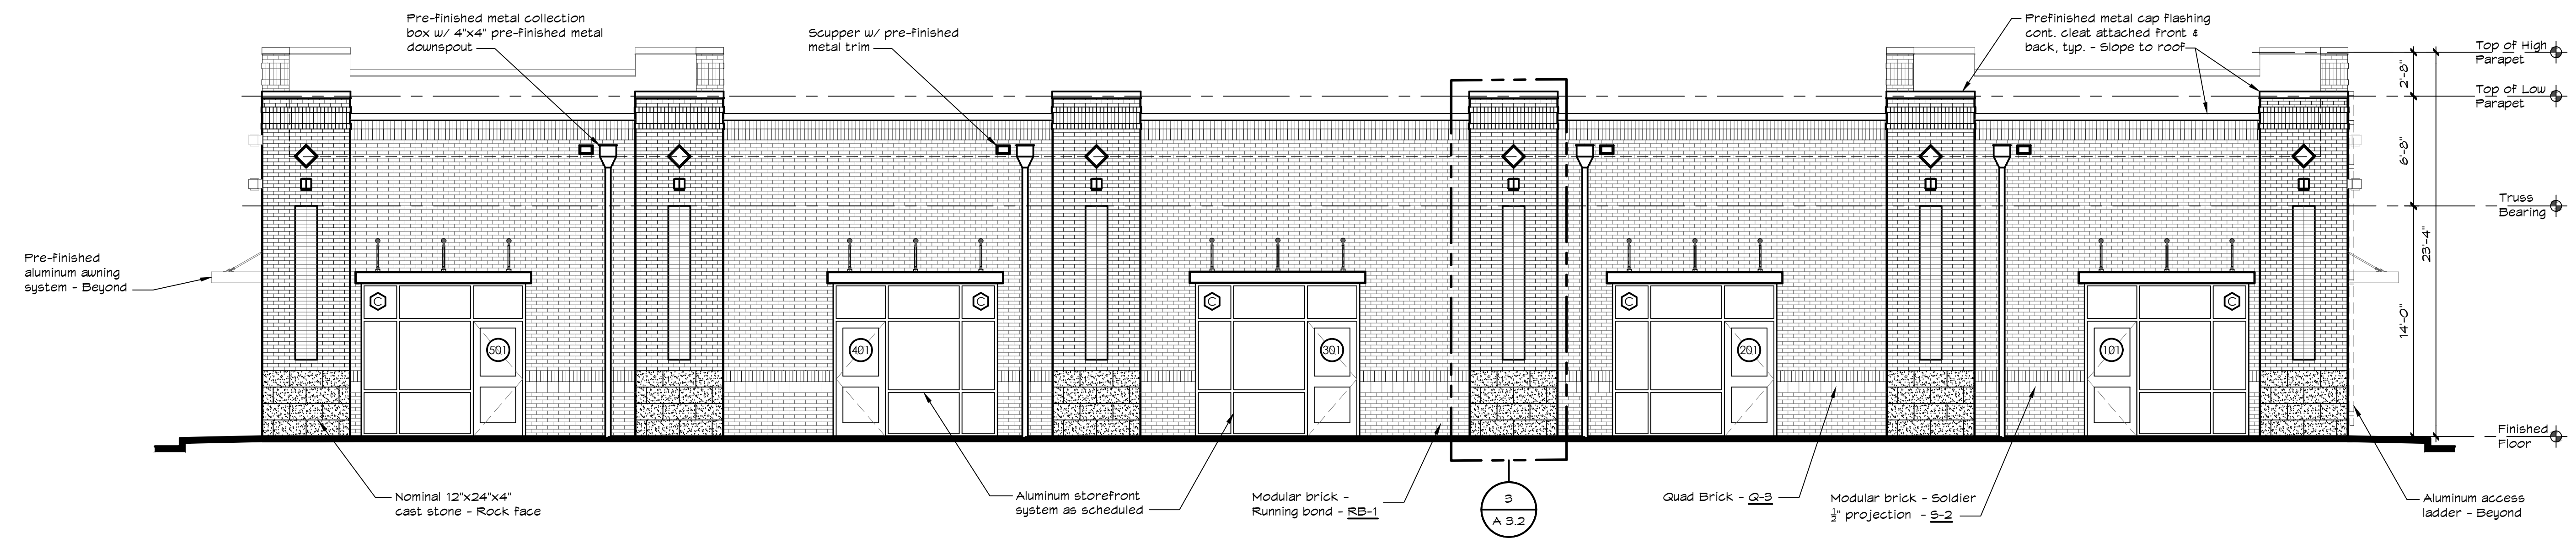 Pre-finished metal collection
box w/ 4"x4" pre-finished metal
downspout
Scupper w/ pre-finished
metal trim
Prefinished metal cap flashing
cont. cleat attached front &
back, typ. - Slope to roof
Top of High
Parapet
2'-8"
Top of Low
Parapet
6'-8"
Truss
Bearing
23'-4"
14'-0"
Finished
Floor
Pre-finished
aluminum awning
system - Beyond
C
C
C
C
C
501
401
301
201
101
Nominal 12"x24"x4"
cast stone - Rock face
Aluminum storefront
system as scheduled
Modular brick -
Running bond - RB-1
3
A 3.2
Quad Brick - Q-3
Modular brick - Soldier
½" projection - S-2
Aluminum access
ladder - Beyond